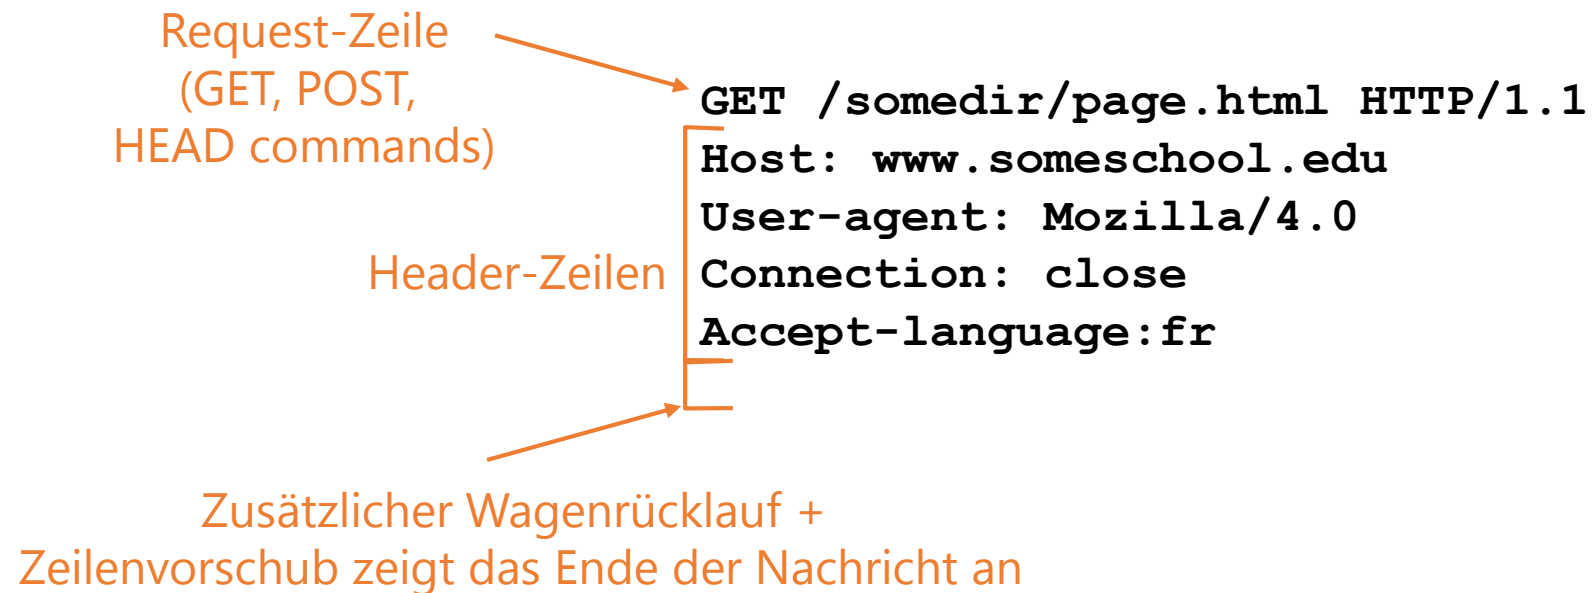 Request-Zeile
(GET, POST,
HEAD commands)
GET /somedir/page.html HTTP/1.1
Host: www.someschool.edu
User-agent: Mozilla/4.0
Connection: close
Accept-language:fr
Header-Zeilen
Zusätzlicher Wagenrücklauf +
Zeilenvorschub zeigt das Ende der Nachricht an